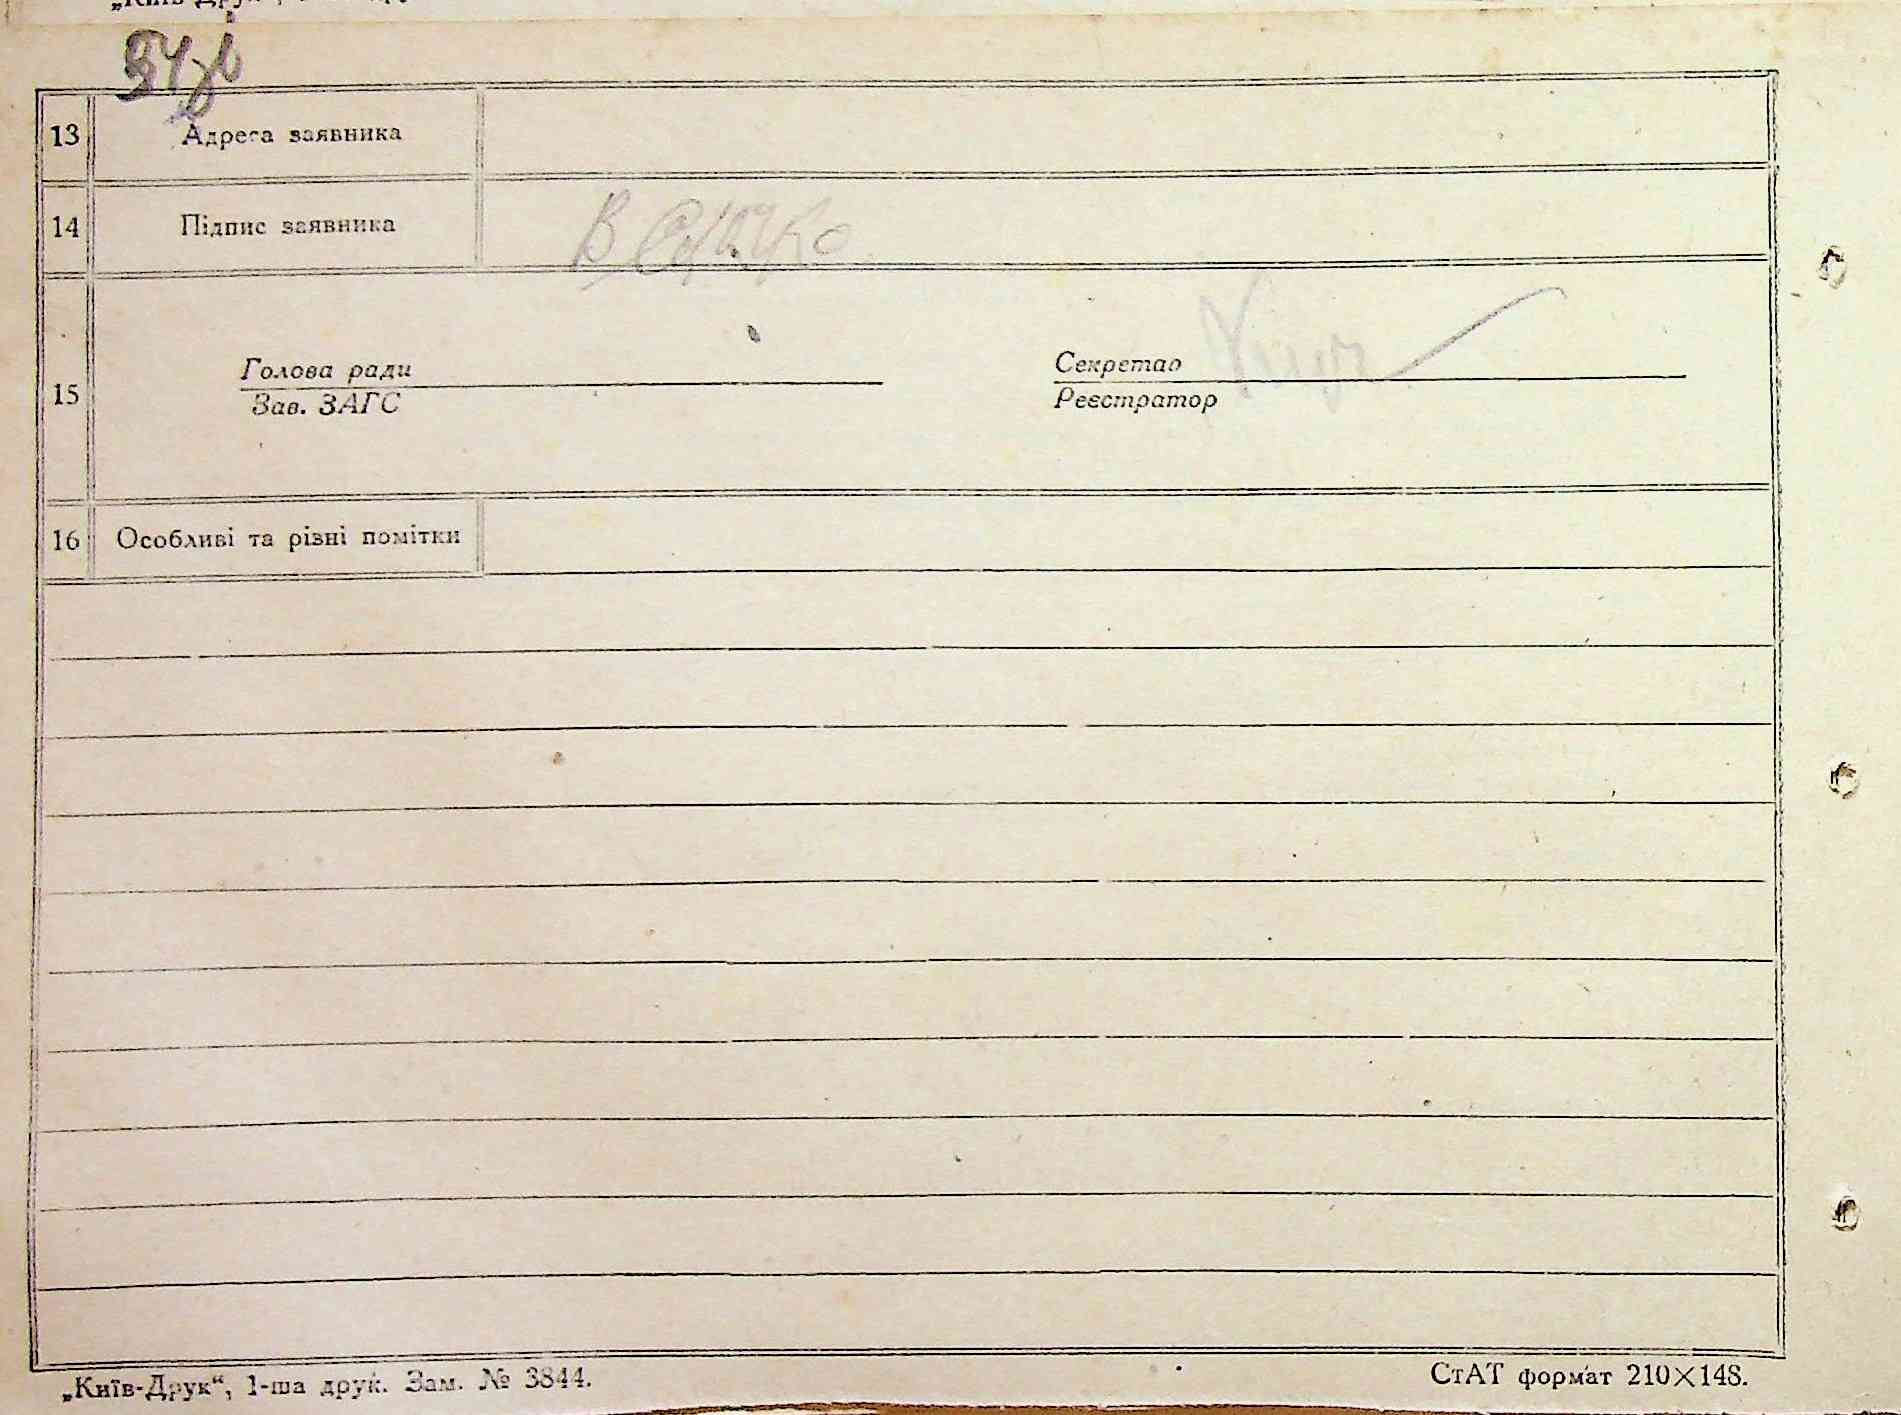 13 Адреса заявника
14 Підпис заявника
15
Голова ради
Зав. ЗАГС
Секретар
Реєстратор
16 Особливі та різні помітки
„Київ-Друк“, 1-ша друк. Зам. № 3844.
СтАТ формат 210×148.